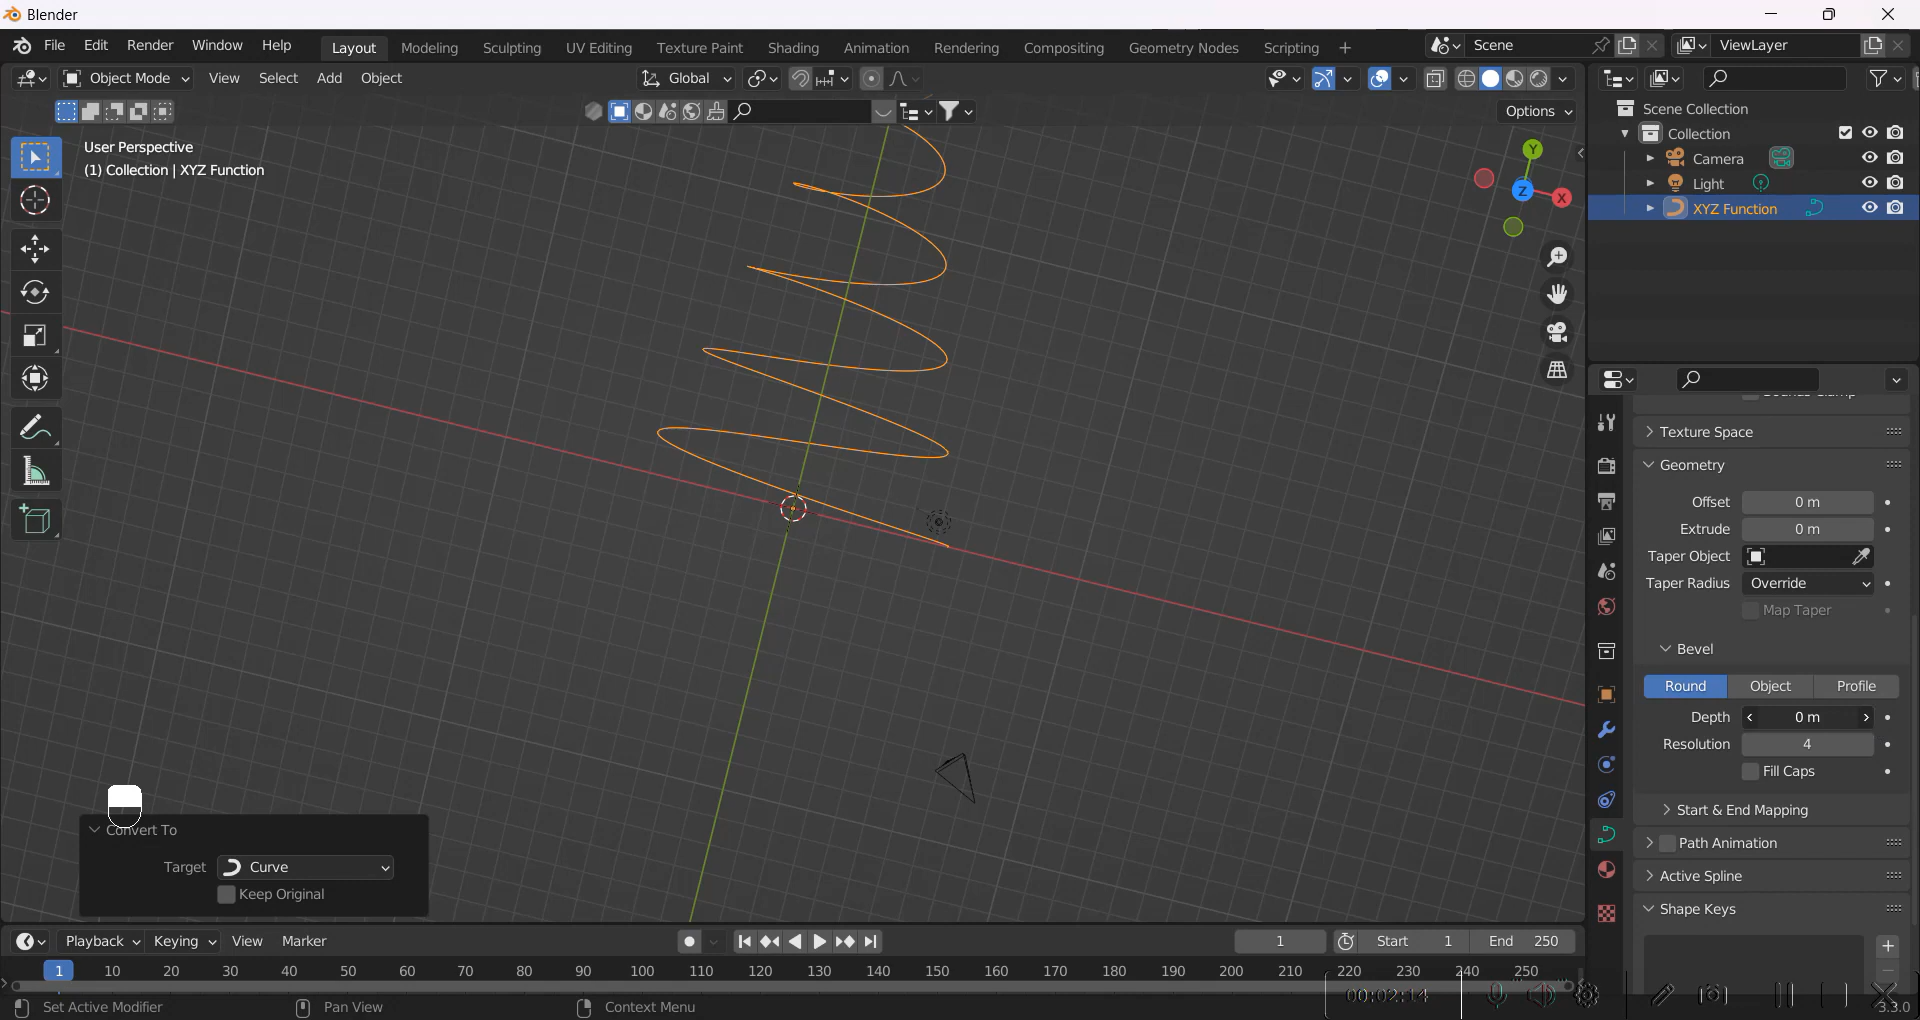 Blender
File Edit Render Window Help Layout Modeling Sculpting UV Editing Texture Paint Shading Animation Rendering Compositing Geometry Nodes Scripting + Scene ViewLayer
Object Mode View Select Add Object Global
Options
User Perspective
(1) Collection | XYZ Function
Y
X
Z
Scene Collection
Collection
Camera
Light
XYZ Function
Texture Space
Geometry
Offset 0 m
Extrude 0 m
Taper Object
Taper Radius Override
Map Taper
Bevel
Round Object Profile
Depth 0 m
Resolution 4
Fill Caps
Start & End Mapping
Path Animation
Active Spline
Shape Keys
Convert To
Target Curve
Keep Original
Playback Keying View Marker 1 Start 1 End 250
1 10 20 30 40 50 60 70 80 90 100 110 120 130 140 150 160 170 180 190 200 210 220 230 240 250
Set Active Modifier Pan View Context Menu 00:02:14 3.3.0